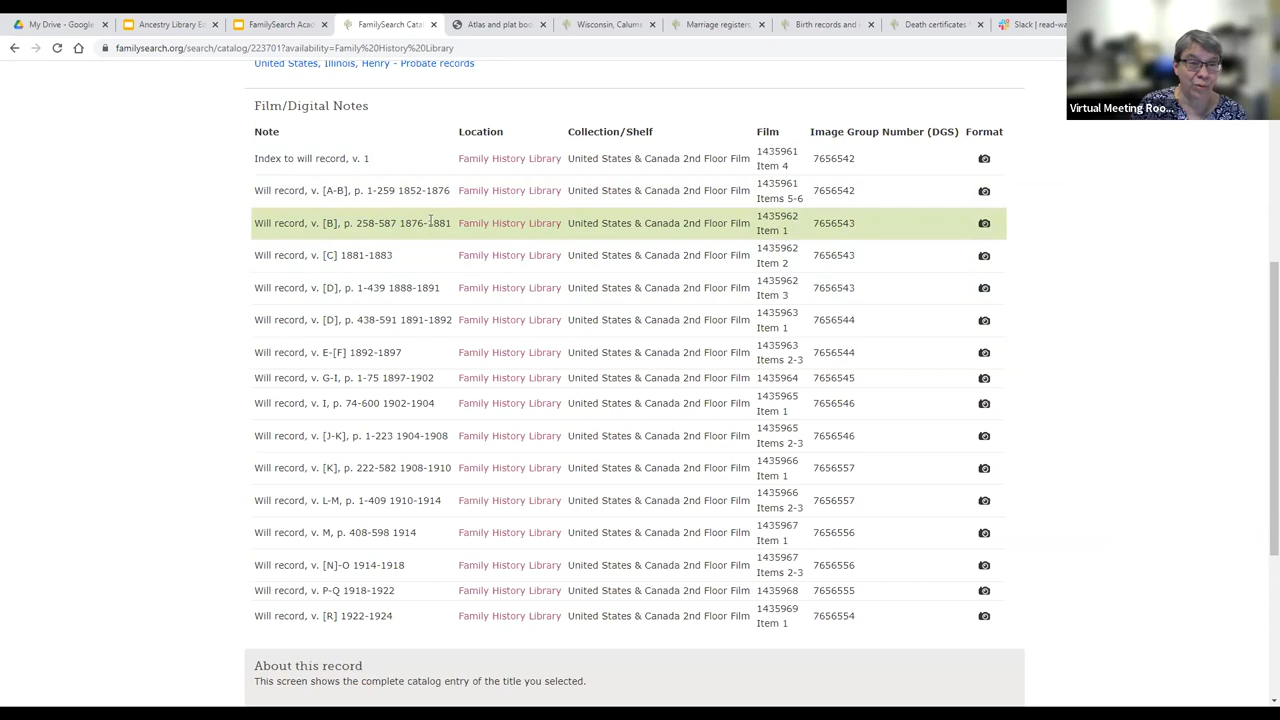 My Drive - Google
Ancestry Library Ed
FamilySearch Acad
FamilySearch Catal
Atlas and plat boo
Wisconsin, Calume
Marriage registers,
Birth records and i
Death certificates
Slack | read-wa
familysearch.org/search/catalog/223701?availability=Family%20History%20Library
Virtual Meeting Roo...
United States, Illinois, Henry - Probate records
Film/Digital Notes
Note Location Collection/Shelf Film Image Group Number (DGS) Format
Index to will record, v. 1 Family History Library United States & Canada 2nd Floor Film 1435961 Item 4 7656542
Will record, v. [A-B], p. 1-259 1852-1876 Family History Library United States & Canada 2nd Floor Film 1435961 Items 5-6 7656542
Will record, v. [B], p. 258-587 1876-1881 Family History Library United States & Canada 2nd Floor Film 1435962 Item 1 7656543
Will record, v. [C] 1881-1883 Family History Library United States & Canada 2nd Floor Film 1435962 Item 2 7656543
Will record, v. [D], p. 1-439 1888-1891 Family History Library United States & Canada 2nd Floor Film 1435962 Item 3 7656543
Will record, v. [D], p. 438-591 1891-1892 Family History Library United States & Canada 2nd Floor Film 1435963 Item 1 7656544
Will record, v. E-[F] 1892-1897 Family History Library United States & Canada 2nd Floor Film 1435963 Items 2-3 7656544
Will record, v. G-I, p. 1-75 1897-1902 Family History Library United States & Canada 2nd Floor Film 1435964 7656545
Will record, v. I, p. 74-600 1902-1904 Family History Library United States & Canada 2nd Floor Film 1435965 Item 1 7656546
Will record, v. [J-K], p. 1-223 1904-1908 Family History Library United States & Canada 2nd Floor Film 1435965 Items 2-3 7656546
Will record, v. [K], p. 222-582 1908-1910 Family History Library United States & Canada 2nd Floor Film 1435966 Item 1 7656557
Will record, v. L-M, p. 1-409 1910-1914 Family History Library United States & Canada 2nd Floor Film 1435966 Items 2-3 7656557
Will record, v. M, p. 408-598 1914 Family History Library United States & Canada 2nd Floor Film 1435967 Item 1 7656556
Will record, v. [N]-O 1914-1918 Family History Library United States & Canada 2nd Floor Film 1435967 Items 2-3 7656556
Will record, v. P-Q 1918-1922 Family History Library United States & Canada 2nd Floor Film 1435968 7656555
Will record, v. [R] 1922-1924 Family History Library United States & Canada 2nd Floor Film 1435969 Item 1 7656554
About this record
This screen shows the complete catalog entry of the title you selected.